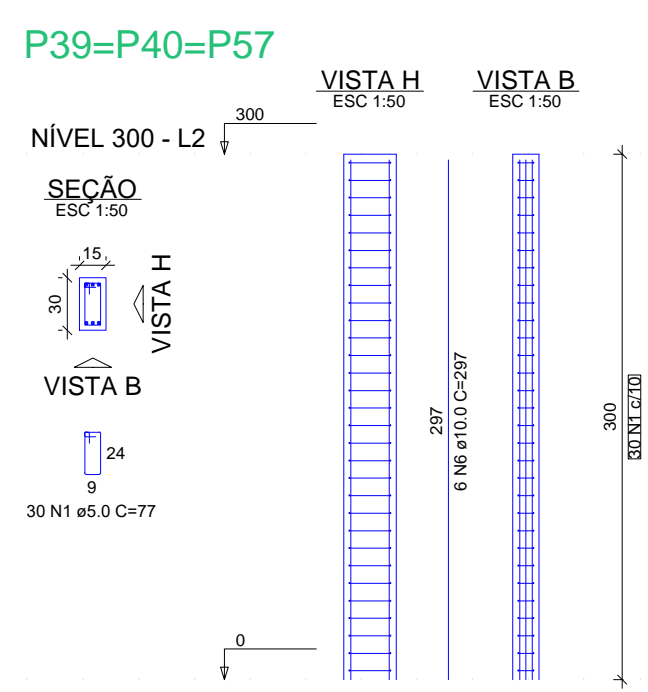 P39=P40=P57
VISTA H
ESC 1:50
VISTA B
ESC 1:50
300
NÍVEL 300 - L2
SEÇÃO
ESC 1:50
15
30
VISTA H
VISTA B
24
9
30 N1 ø5.0 C=77
297
6 N6 ø10.0 C=297
300
30 N1 c/10
0